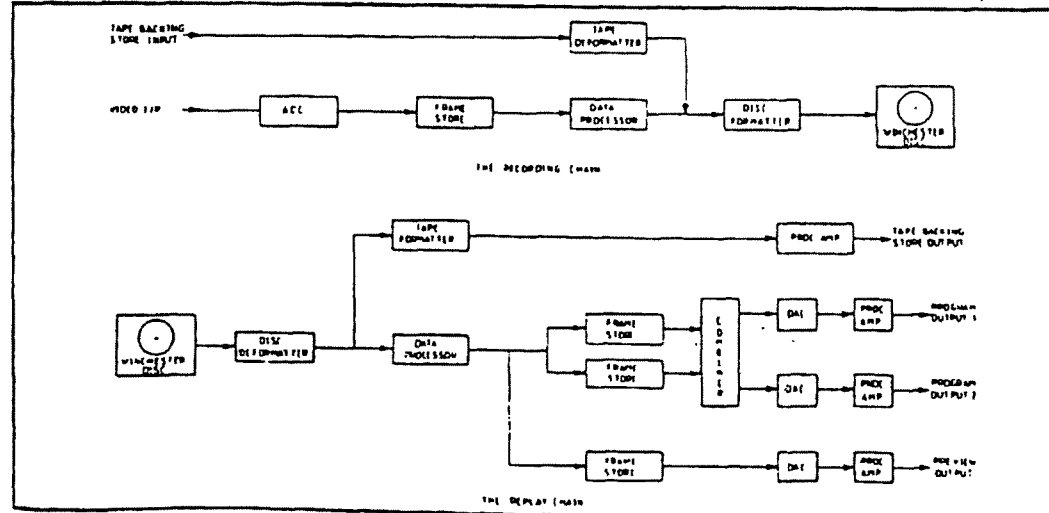 TAPE BACKING
STORE INPUT
TAPE
DEFORMATTER
VIDEO I/P
ADC
FRAME
STORE
DATA
PROCESSOR
DISC
FORMATTER
WINCHESTER
DISC
THE RECORDING CHAIN
TAPE
FORMATTER
PROC AMP
TAPE BACKING
STORE OUTPUT
WINCHESTER
DISC
DISC
DEFORMATTER
DATA
PROCESSOR
FRAME
STORE
FRAME
STORE
COMBINER
DAC
PROC
AMP
PROGRAM
OUTPUT 1
DAC
PROC
AMP
PROGRAM
OUTPUT 2
FRAME
STORE
DAC
PROC
AMP
PREVIEW
OUTPUT
THE REPLAY CHAIN